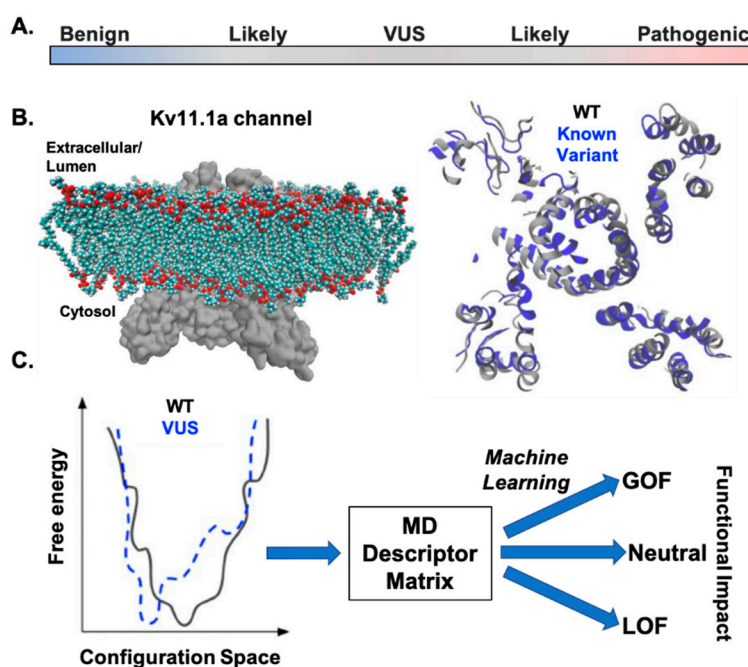 A.
Benign Likely VUS Likely Pathogenic
B.
Kv11.1a channel
Extracellular/
Lumen
Cytosol
WT
Known
Variant
C.
WT
VUS
Free energy
Configuration Space
MD
Descriptor
Matrix
Machine
Learning
GOF
Neutral
LOF
Functional Impact